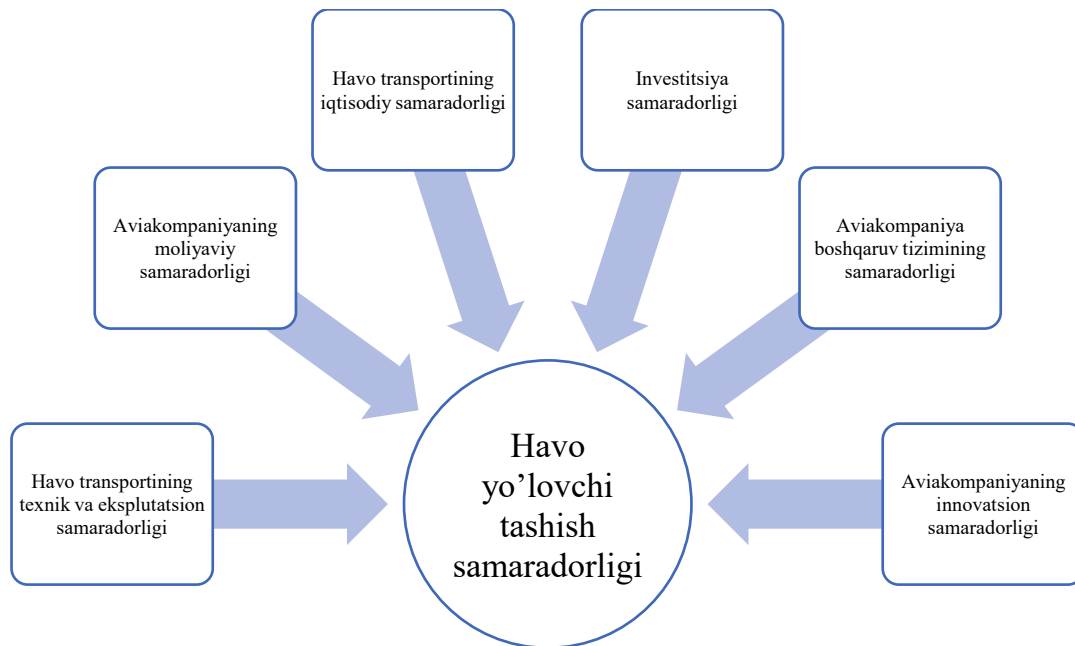 Havo transportining
iqtisodiy samaradorligi
Investitsiya
samaradorligi
Aviakompaniyaning
moliyaviy
samaradorligi
Aviakompaniya
boshqaruv tizimining
samaradorligi
Havo transportining
texnik va eksplutatsion
samaradorligi
Havo
yo’lovchi
tashish
samaradorligi
Aviakompaniyaning
innovatsion
samaradorligi